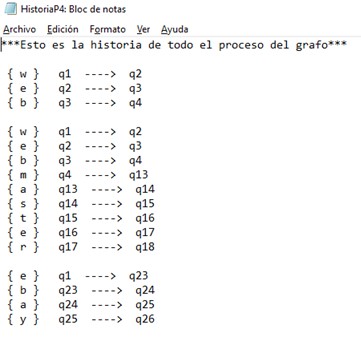 HistoriaP4: Bloc de notas
Archivo Edición Formato Ver Ayuda
***Esto es la historia de todo el proceso del grafo***
{ w } q1 ----> q2
{ e } q2 ----> q3
{ b } q3 ----> q4
{ w } q1 ----> q2
{ e } q2 ----> q3
{ b } q3 ----> q4
{ m } q4 ----> q13
{ a } q13 ----> q14
{ s } q14 ----> q15
{ t } q15 ----> q16
{ e } q16 ----> q17
{ r } q17 ----> q18
{ e } q1 ----> q23
{ b } q23 ----> q24
{ a } q24 ----> q25
{ y } q25 ----> q26